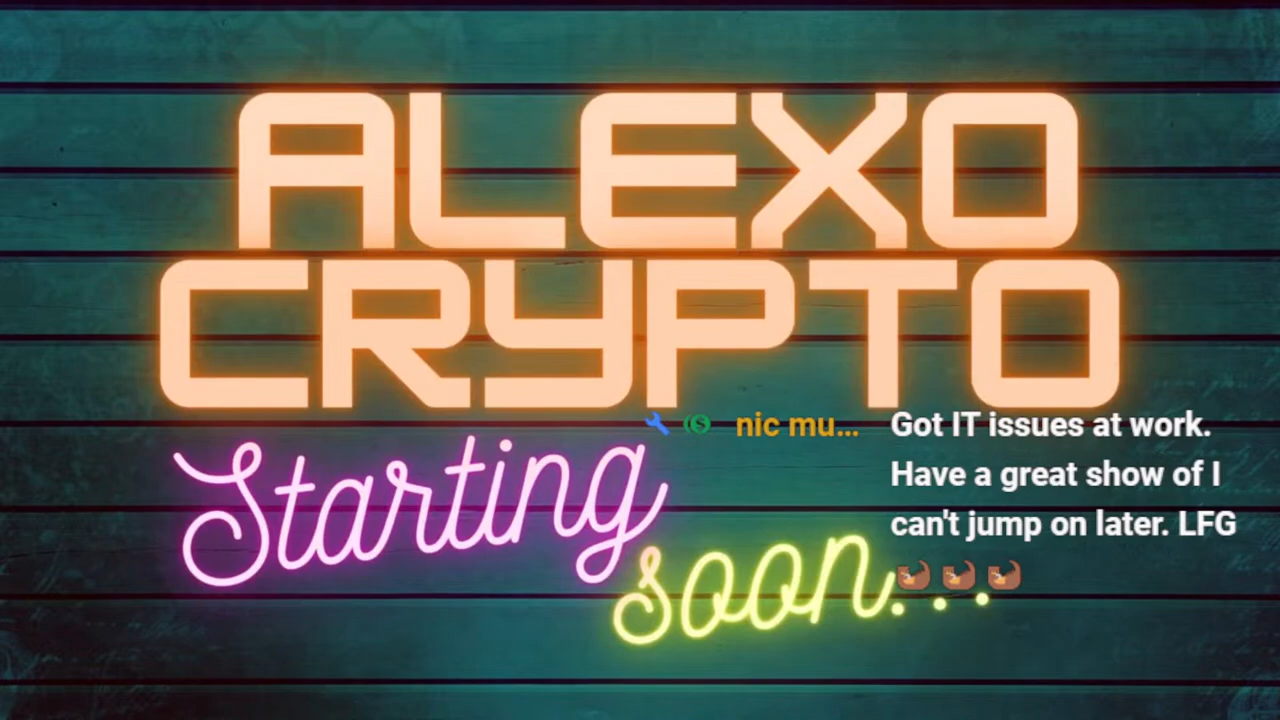 ALEXO
CRYPTO
Starting
soon...
nic mu... Got IT issues at work.
Have a great show of I
can't jump on later. LFG